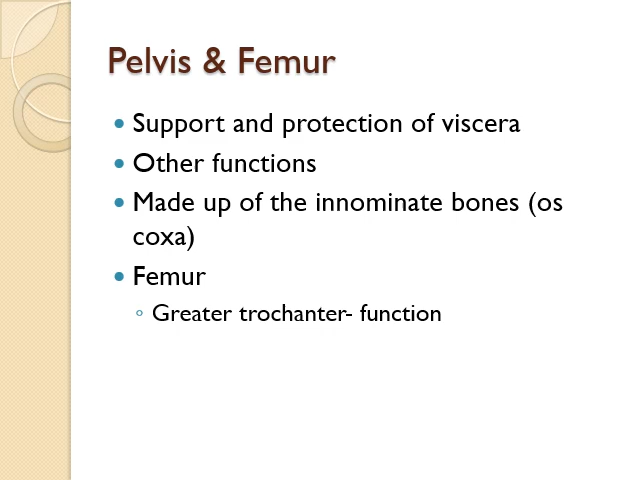 Pelvis & Femur
• Support and protection of viscera
• Other functions
• Made up of the innominate bones (os
coxa)
• Femur
◦ Greater trochanter- function